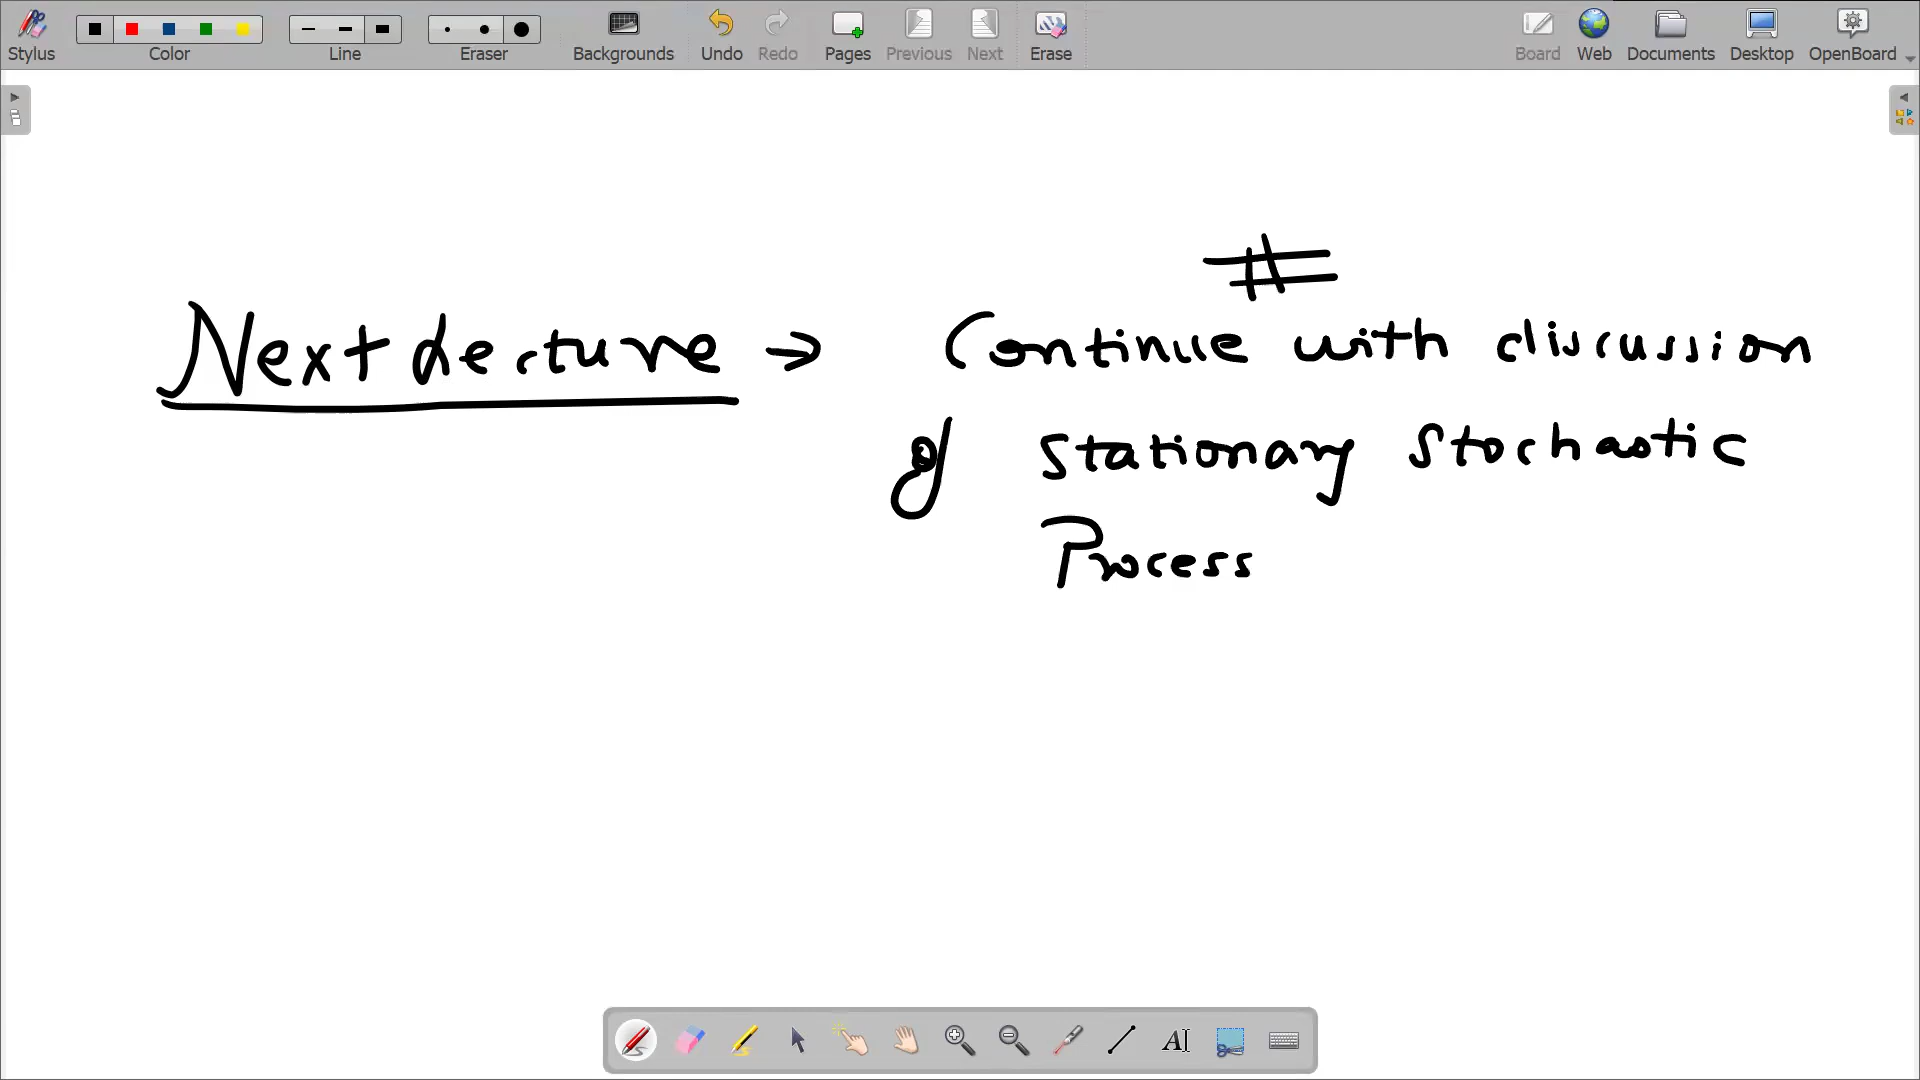 Stylus Color Line Eraser Backgrounds Undo Redo Pages Previous Next Erase Board Web Documents Desktop OpenBoard
#
Next Lecture → Continue with discussion
of Stationary Stochastic
Process
AI